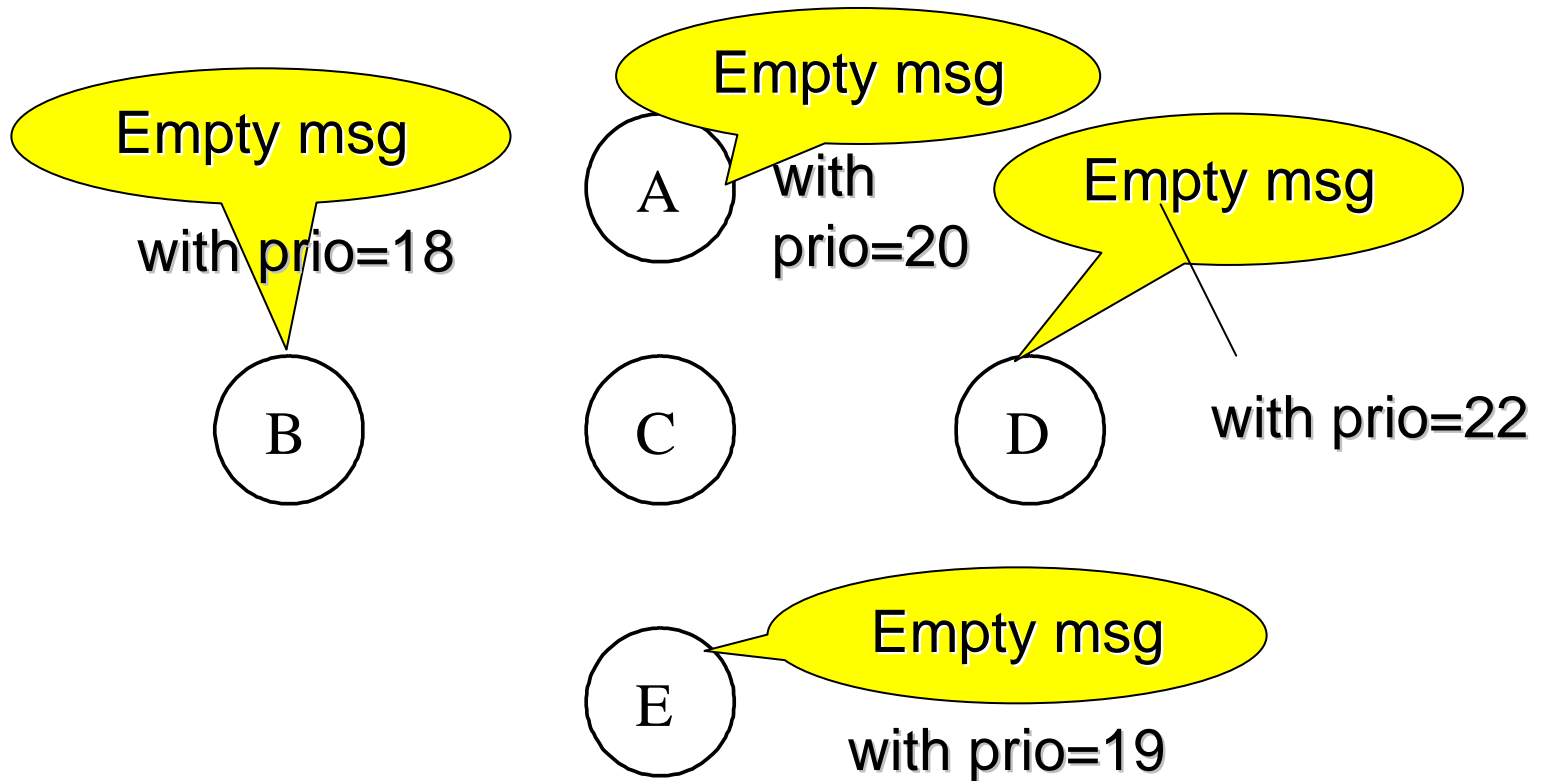 Empty msg
with prio=18
Empty msg
with
prio=20
Empty msg
with prio=22
A
B
C
D
E
Empty msg
with prio=19